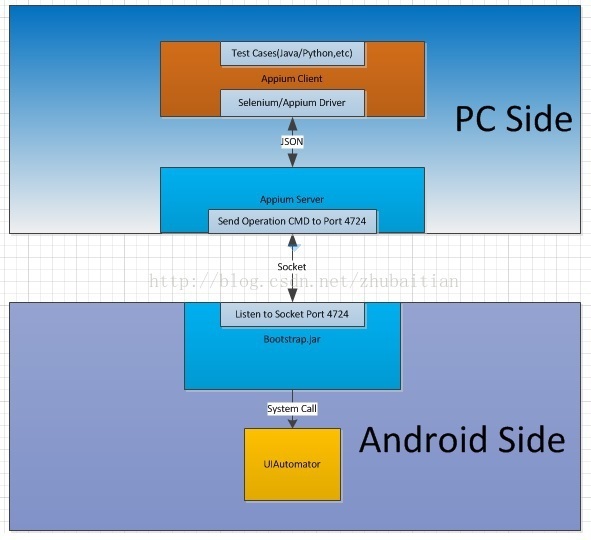 Test Cases(Java/Python,etc)
Appium Client
Selenium/Appium Driver
PC Side
JSON
Appium Server
Send Operation CMD to Port 4724
Socket
http://blog.csdn.net/zhubaitian
Listen to Socket Port 4724
Bootstrap.jar
System Call
Android Side
UIAutomator